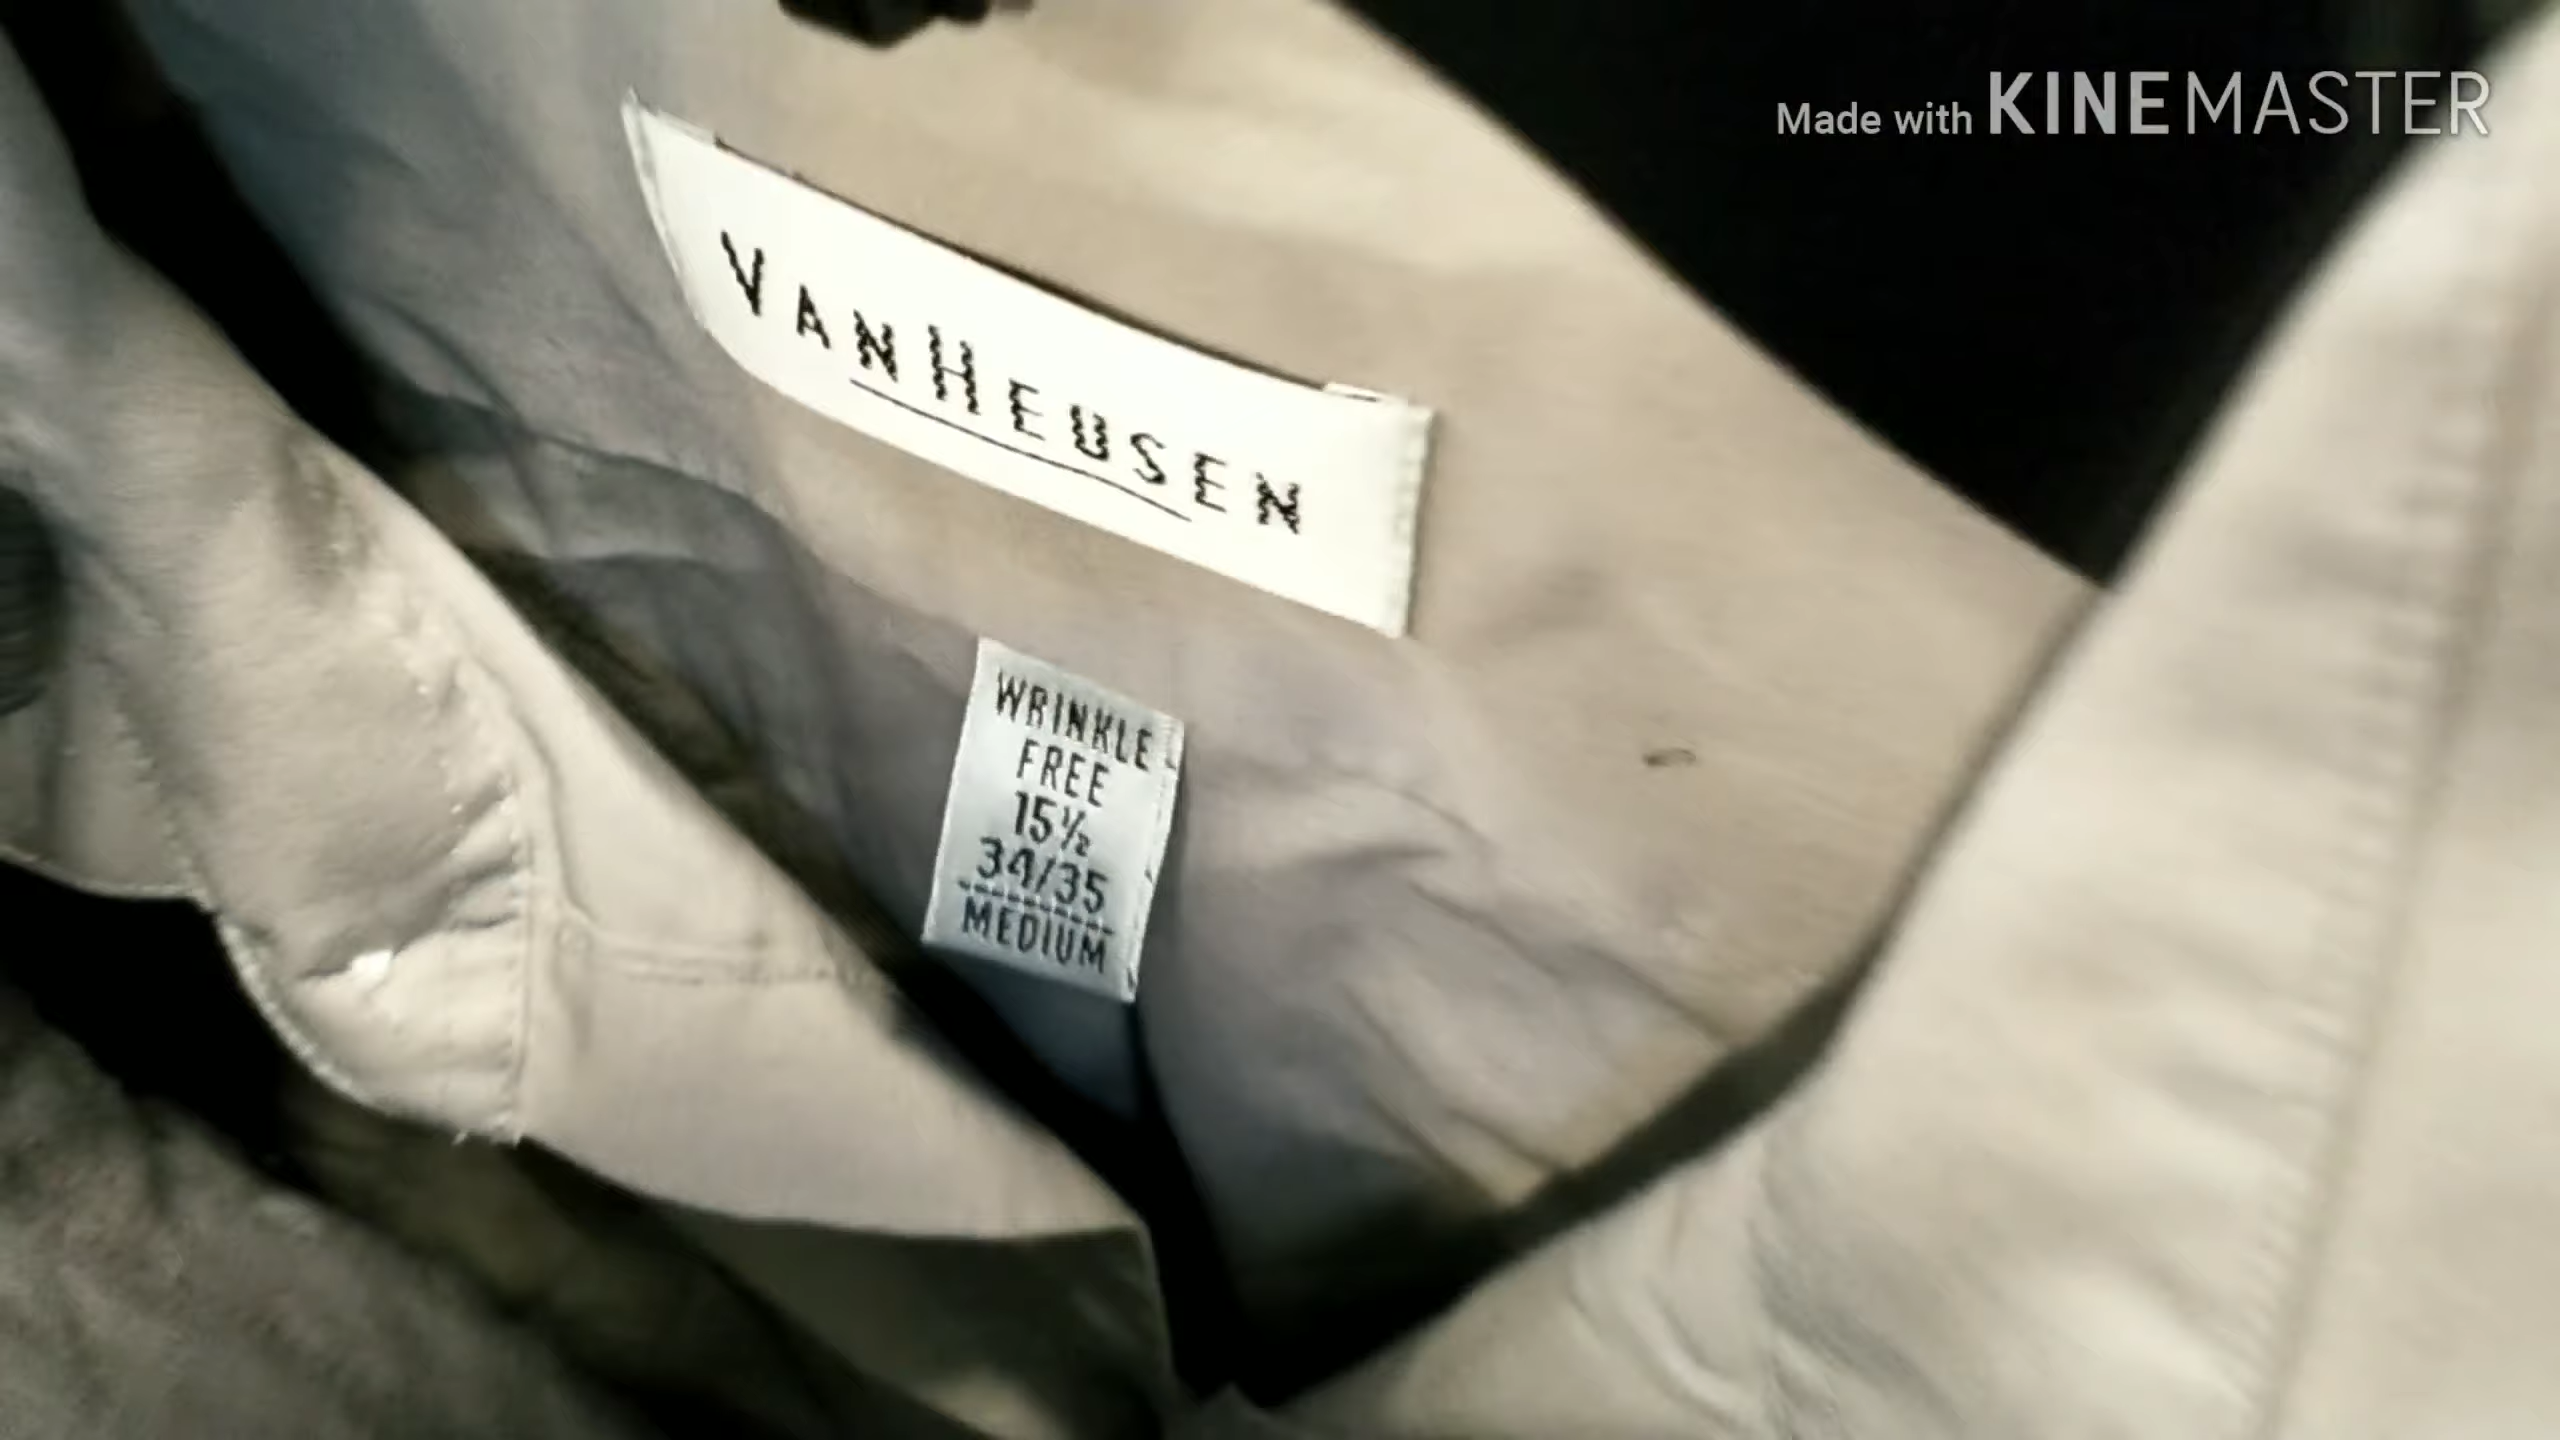 Made with KINEMASTER
VANHEUSEN
WRINKLE
FREE
15½
34/35
MEDIUM